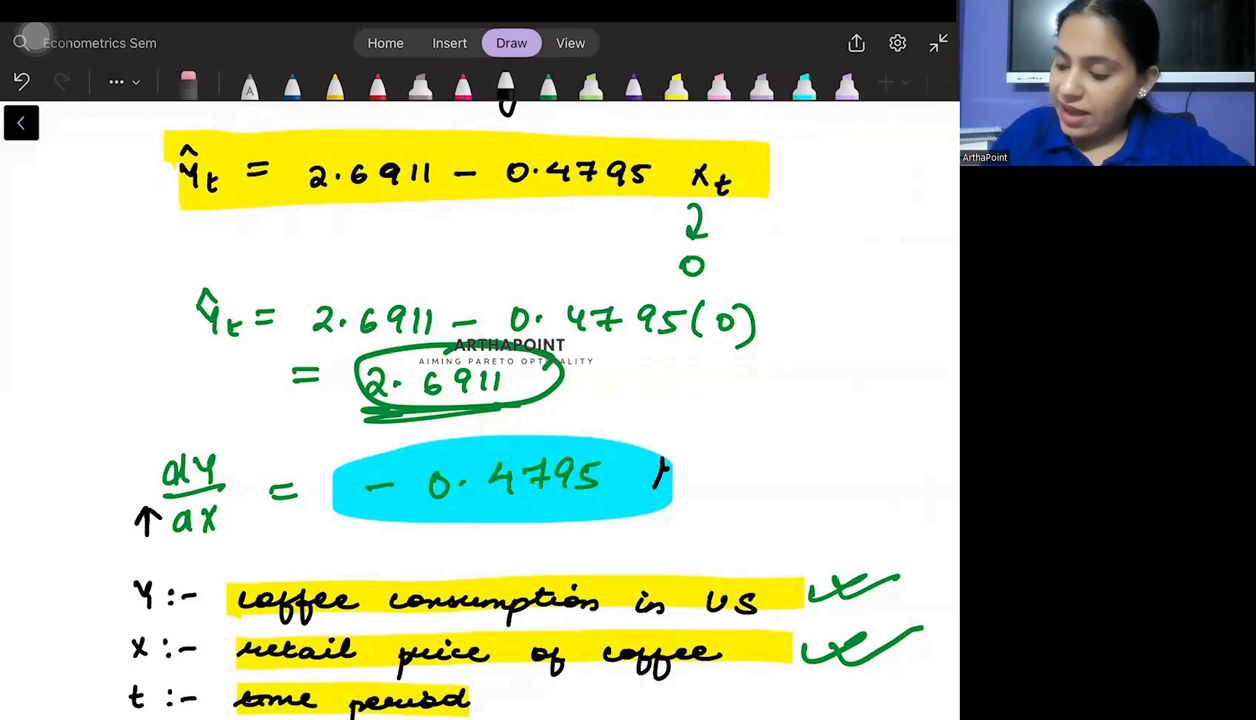 Econometrics Sem
Home Insert Draw View
A
Ŷt = 2.6911 - 0.4795 Xt
0
Ŷt = 2.6911 - 0.4795(0)
ARTHAPOINT
AIMING PARETO OPTIMALITY
= 2.6911
dY/dX = - 0.4795
Y :- coffee consumption in US
X :- retail price of coffee
t :- time period
ArthaPoint